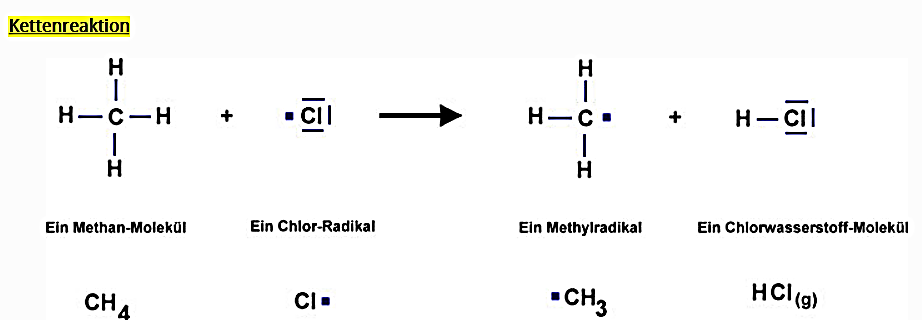 Kettenreaktion
H H
H—C—H + ·Cl| → H—C· + H—Cl|
H H
Ein Methan-Molekül Ein Chlor-Radikal Ein Methylradikal Ein Chlorwasserstoff-Molekül
CH4 Cl· ·CH3 HCl(g)